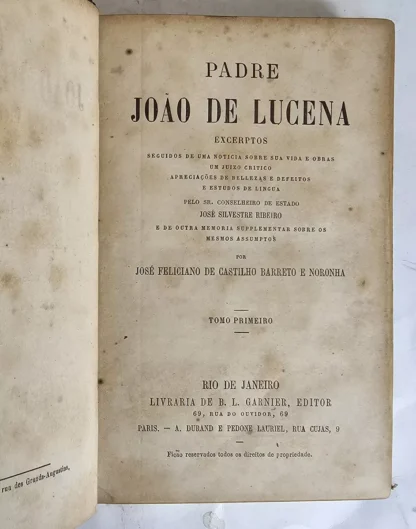 PADRE
JOÃO DE LUCENA
EXCERPTOS
SEGUIDOS DE UMA NOTICIA SOBRE SUA VIDA E OBRAS
UM JUIZO CRITICO
APRECIAÇÕES DE BELLEZAS E DEFEITOS
E ESTUDOS DE LINGUA
PELO SR. CONSELHEIRO DE ESTADO
JOSÉ SILVESTRE RIBEIRO
E DE OUTRA MEMORIA SUPPLEMENTAR SOBRE OS
MESMOS ASSUMPTOS
POR
JOSÉ FELICIANO DE CASTILHO BARRETO E NORONHA
TOMO PRIMEIRO
RIO DE JANEIRO
LIVRARIA DE B. L. GARNIER, EDITOR
69, RUA DO OUVIDOR, 69
PARIS. — A. DURAND E PEDONE LAURIEL, RUA CUJAS, 9
Ficão reservados todos os direitos de propriedade.
rua des Grands-Augustins,